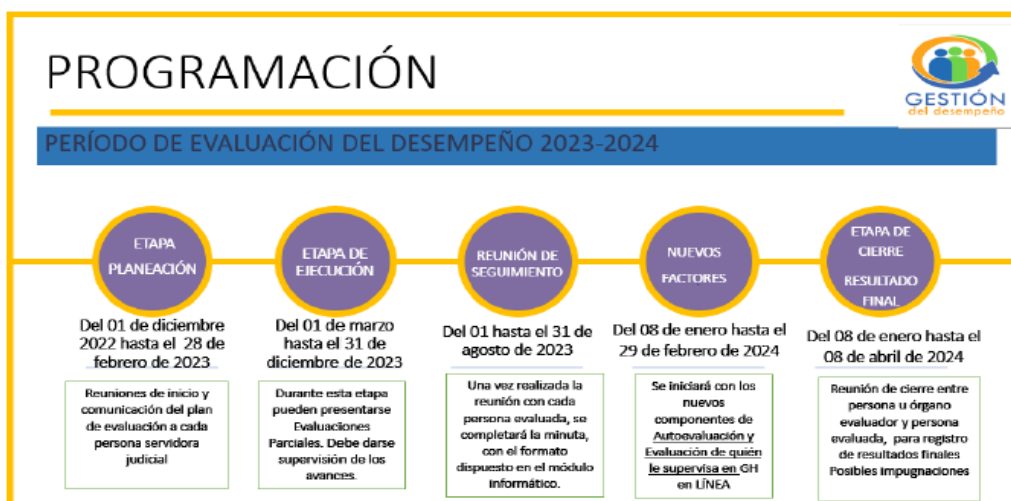 PROGRAMACIÓN
GESTIÓN
del desempeño
PERÍODO DE EVALUACIÓN DEL DESEMPEÑO 2023-2024
ETAPA
PLANEACIÓN
Del 01 de diciembre
2022 hasta el 28 de
febrero de 2023
Reuniones de inicio y
comunicación del plan
de evaluación a cada
persona servidora
judicial
ETAPA DE
EJECUCIÓN
Del 01 de marzo
hasta el 31 de
diciembre de 2023
Durante esta etapa
pueden presentarse
Evaluaciones
Parciales. Debe darse
supervisión de los
avances.
REUNIÓN DE
SEGUIMIENTO
Del 01 hasta el 31 de
agosto de 2023
Una vez realizada la
reunión con cada
persona evaluada, se
completará la minuta,
con el formato
dispuesto en el módulo
informático.
NUEVOS
FACTORES
Del 08 de enero hasta el
29 de febrero de 2024
Se iniciará con los
nuevos
componentes de
Autoevaluación y
Evaluación de quién
le supervisa en GH
en LÍNEA
ETAPA DE
CIERRE
RESULTADO
FINAL
Del 08 de enero hasta el
08 de abril de 2024
Reunión de cierre entre
persona u órgano
evaluador y persona
evaluada, para registro
de resultados finales
Posibles impugnaciones